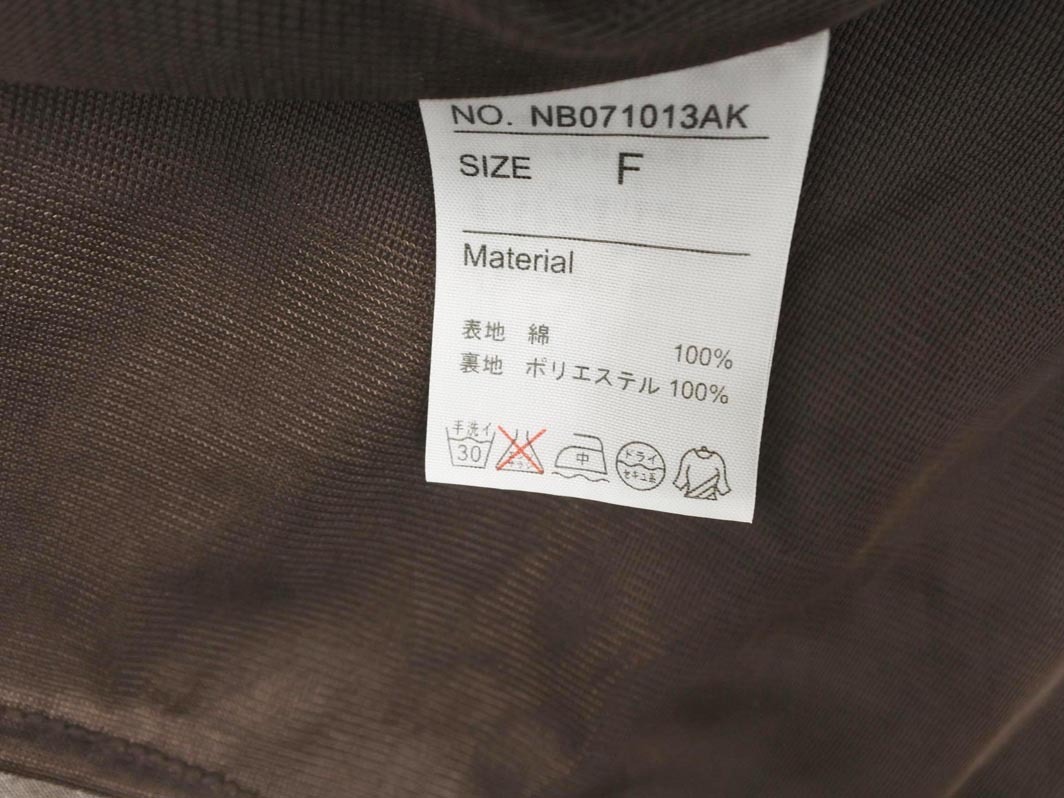 NO. NB071013AK
SIZE F
Material
表地 綿 100%
裏地 ポリエステル 100%
手洗イ 30 中 ドライ セキユ系